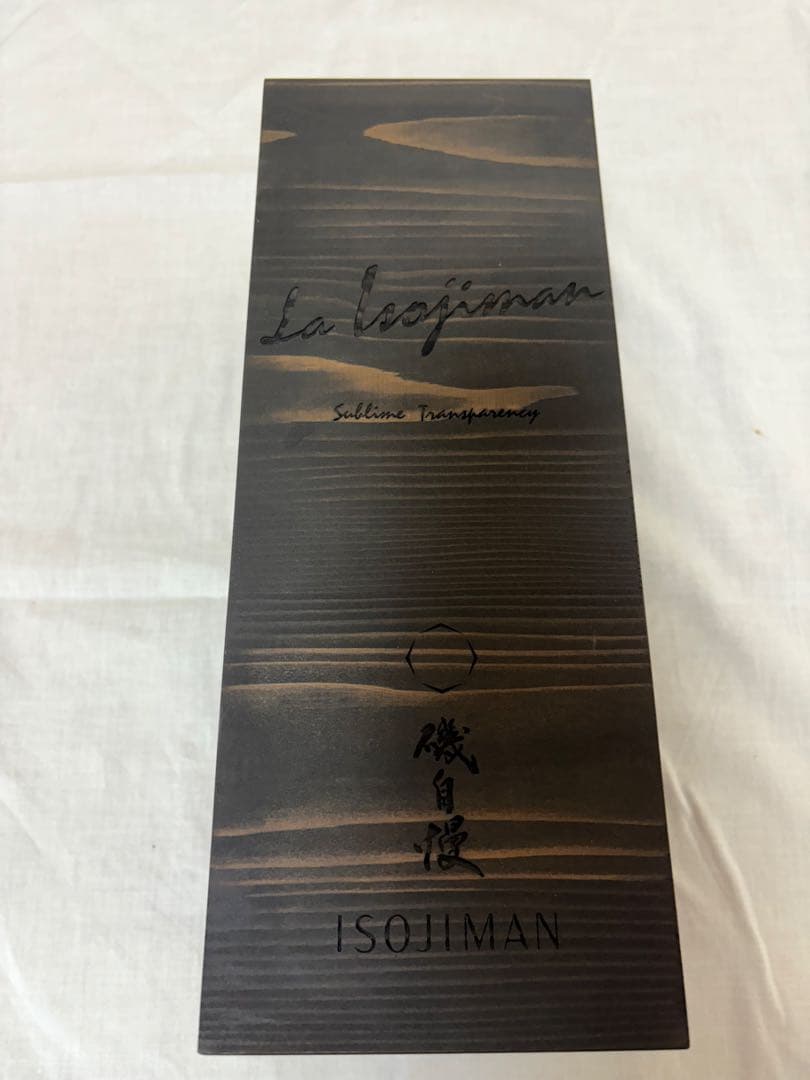 La Isojiman
Sublime Transparency
磯自慢
ISOJIMAN